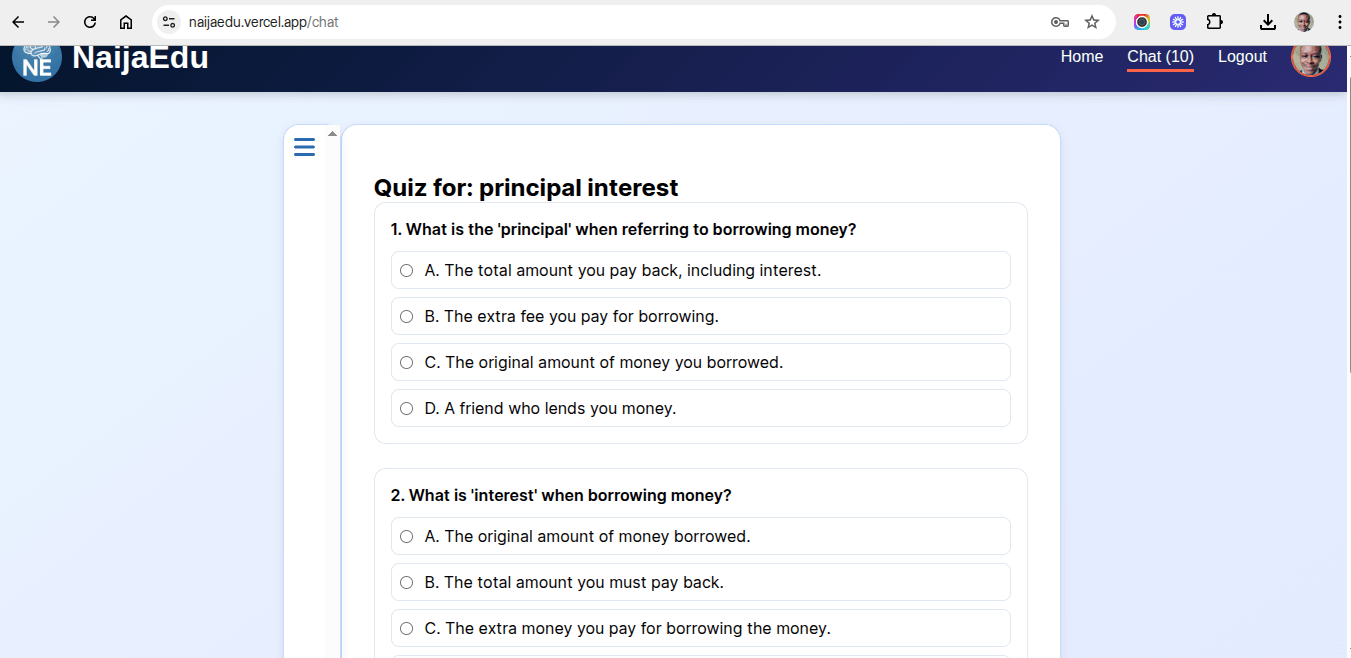 naijaedu.vercel.app/chat
NE NaijaEdu
Home Chat (10) Logout
Quiz for: principal interest
1. What is the 'principal' when referring to borrowing money?
A. The total amount you pay back, including interest.
B. The extra fee you pay for borrowing.
C. The original amount of money you borrowed.
D. A friend who lends you money.
2. What is 'interest' when borrowing money?
A. The original amount of money borrowed.
B. The total amount you must pay back.
C. The extra money you pay for borrowing the money.